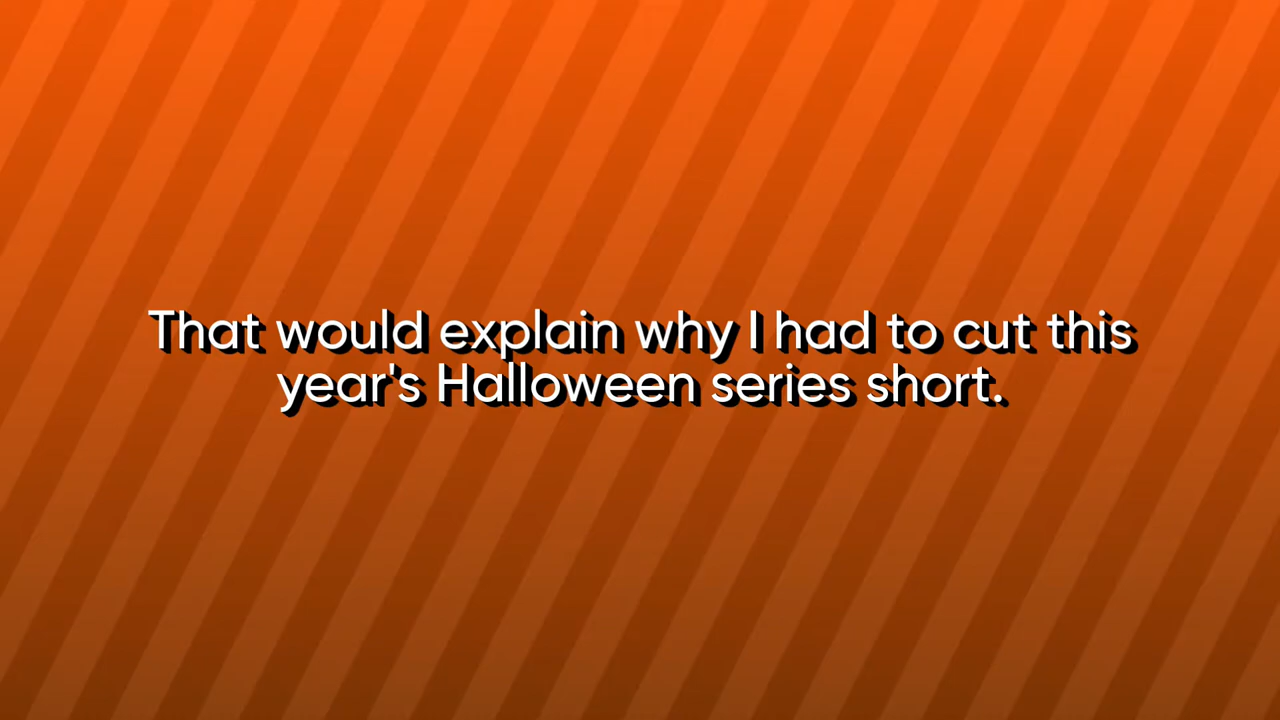 That would explain why I had to cut this
year's Halloween series short.